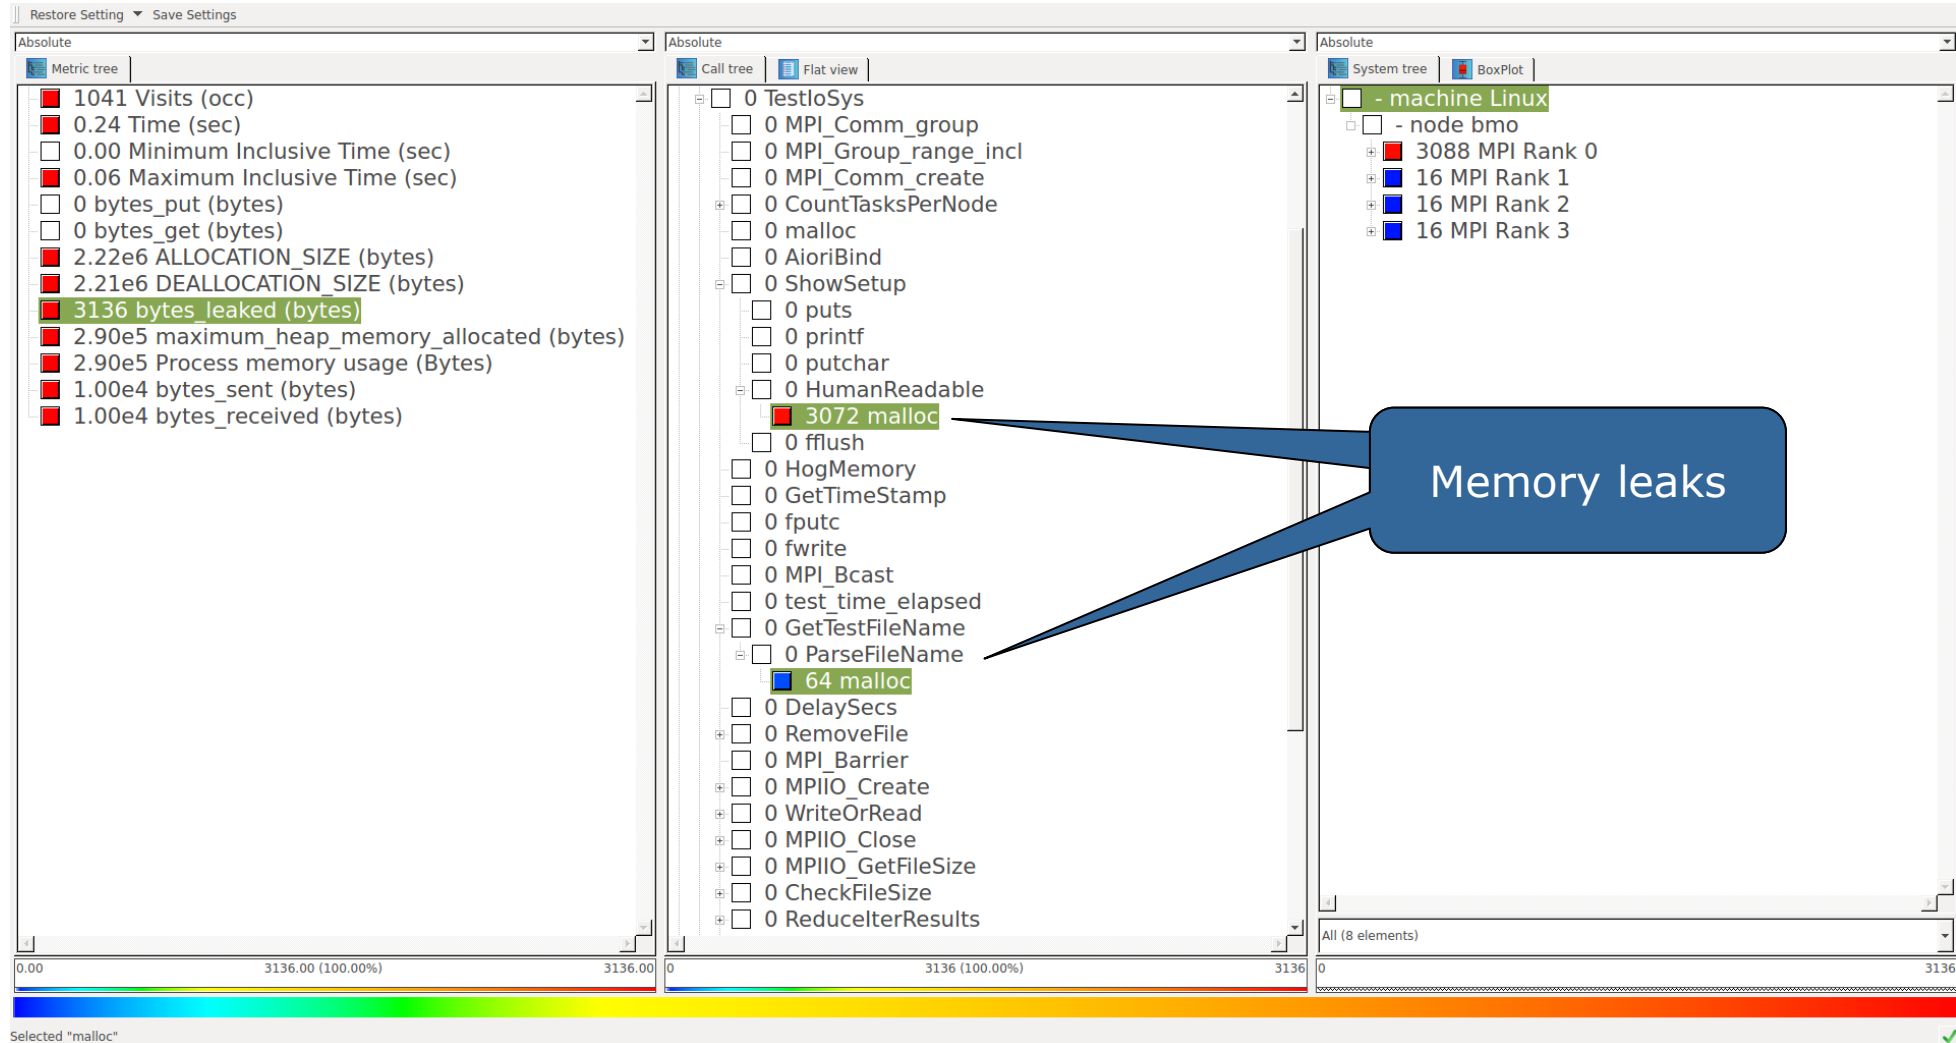 Restore Setting Save Settings
Absolute
Metric tree
1041 Visits (occ)
0.24 Time (sec)
0.00 Minimum Inclusive Time (sec)
0.06 Maximum Inclusive Time (sec)
0 bytes_put (bytes)
0 bytes_get (bytes)
2.22e6 ALLOCATION_SIZE (bytes)
2.21e6 DEALLOCATION_SIZE (bytes)
3136 bytes_leaked (bytes)
2.90e5 maximum_heap_memory_allocated (bytes)
2.90e5 Process memory usage (Bytes)
1.00e4 bytes_sent (bytes)
1.00e4 bytes_received (bytes)
0.00 3136.00 (100.00%) 3136.00
Absolute
Call tree Flat view
0 TestIoSys
0 MPI_Comm_group
0 MPI_Group_range_incl
0 MPI_Comm_create
0 CountTasksPerNode
0 malloc
0 AioriBind
0 ShowSetup
0 puts
0 printf
0 putchar
0 HumanReadable
3072 malloc
0 fflush
0 HogMemory
0 GetTimeStamp
0 fputc
0 fwrite
0 MPI_Bcast
0 test_time_elapsed
0 GetTestFileName
0 ParseFileName
64 malloc
0 DelaySecs
0 RemoveFile
0 MPI_Barrier
0 MPIIO_Create
0 WriteOrRead
0 MPIIO_Close
0 MPIIO_GetFileSize
0 CheckFileSize
0 ReduceIterResults
0 3136 (100.00%) 3136
Absolute
System tree BoxPlot
- machine Linux
- node bmo
3088 MPI Rank 0
16 MPI Rank 1
16 MPI Rank 2
16 MPI Rank 3
Memory leaks
All (8 elements)
0 3136
Selected "malloc"